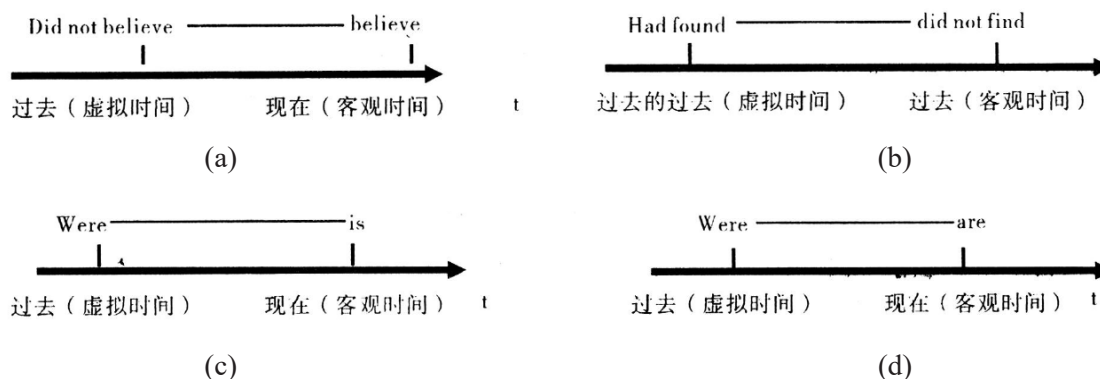 Did not believe believe
过去（虚拟时间） 现在（客观时间） t
(a)
Had found did not find
过去的过去（虚拟时间） 过去（客观时间）
(b)
Were is
过去（虚拟时间） 现在（客观时间） t
(c)
Were are
过去（虚拟时间） 现在（客观时间） t
(d)